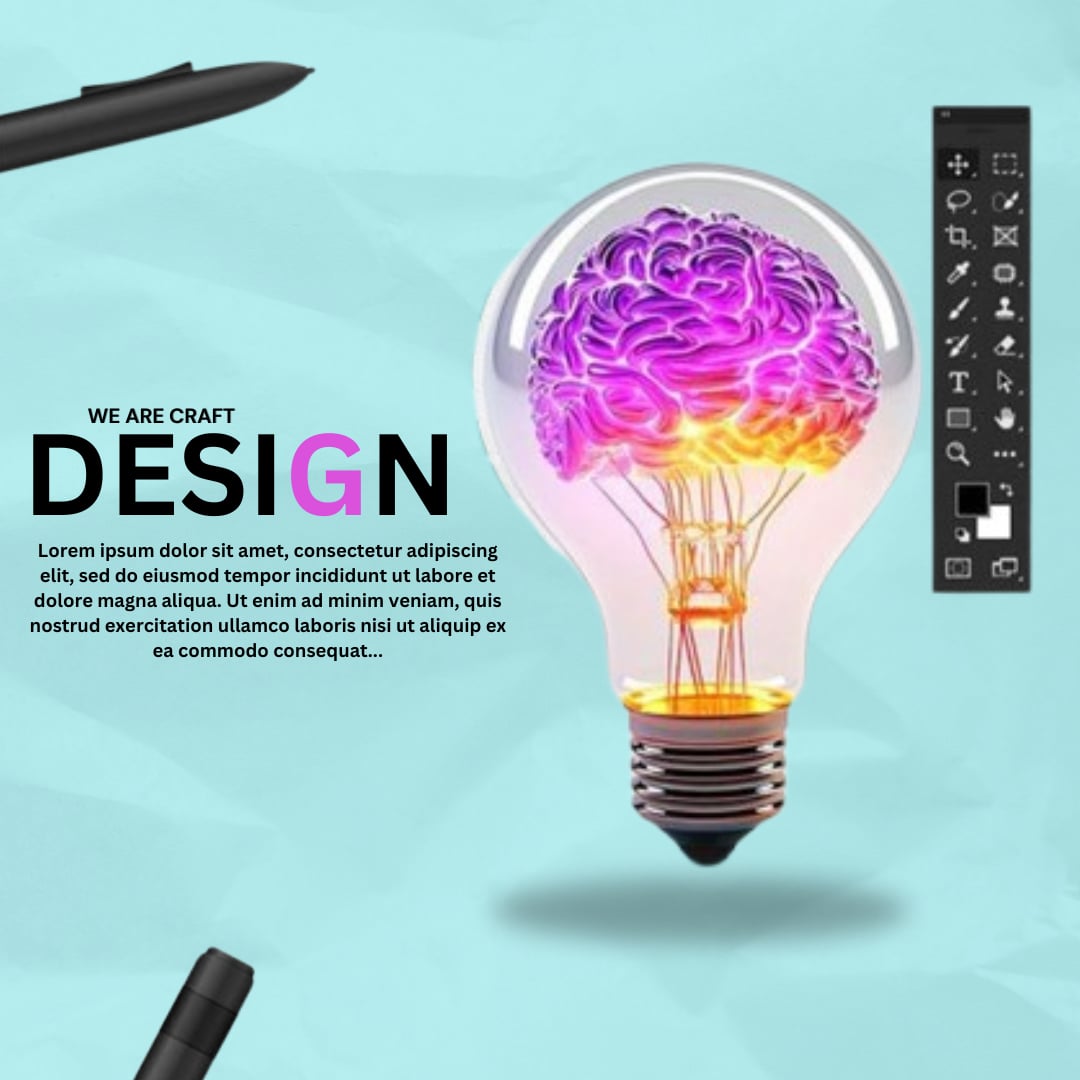 WE ARE CRAFT
DESIGN
Lorem ipsum dolor sit amet, consectetur adipiscing
elit, sed do eiusmod tempor incididunt ut labore et
dolore magna aliqua. Ut enim ad minim veniam, quis
nostrud exercitation ullamco laboris nisi ut aliquip ex
ea commodo consequat...